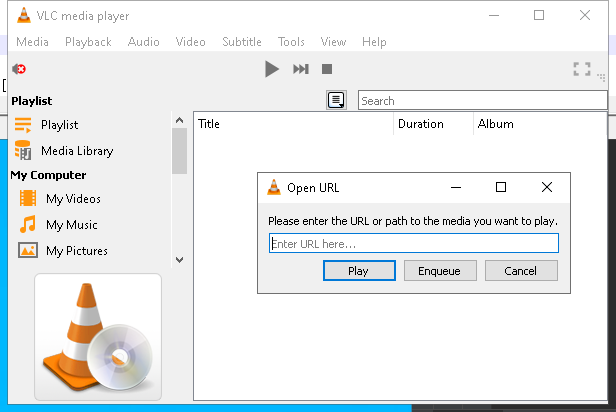 VLC media player
Media Playback Audio Video Subtitle Tools View Help
Playlist
Search
Playlist
Media Library
My Computer
My Videos
My Music
My Pictures
Title Duration Album
Open URL
Please enter the URL or path to the media you want to play.
Enter URL here...
Play Enqueue Cancel